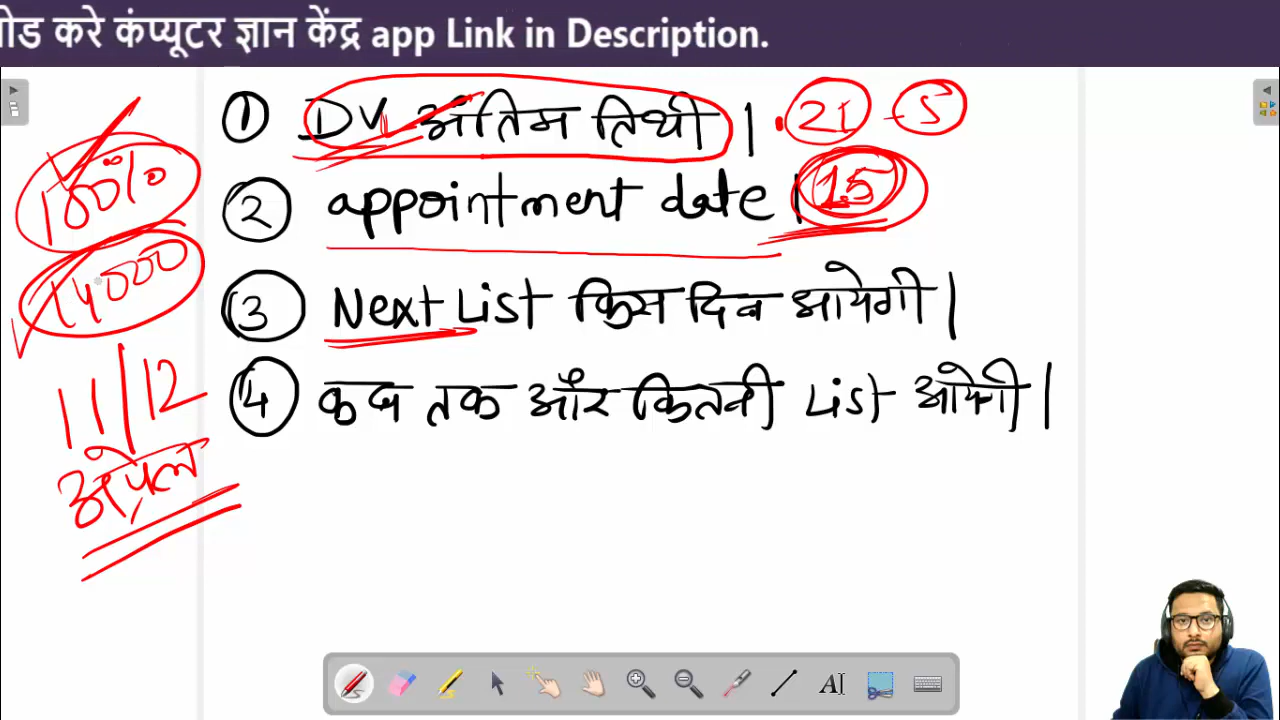 ोड करे कंप्यूटर ज्ञान केंद्र app Link in Description.
① DV अंतिम तिथी | 21 - 5
② appointment date | 15
③ Next List किस दिन आयेगी |
④ कब तक और कितनी List आयेगी |
100%
14000
11 | 12
अप्रैल